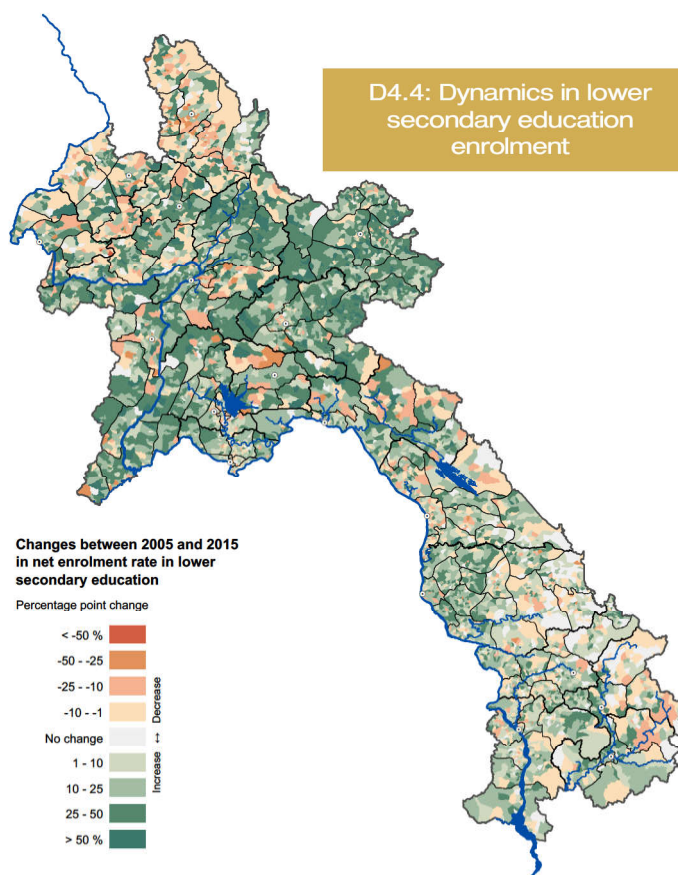 D4.4: Dynamics in lower
secondary education
enrolment
Changes between 2005 and 2015
in net enrolment rate in lower
secondary education
Percentage point change
< -50 %
-50 - -25
-25 - -10
-10 - -1
No change
1 - 10
10 - 25
25 - 50
> 50 %
Decrease
↔
Increase